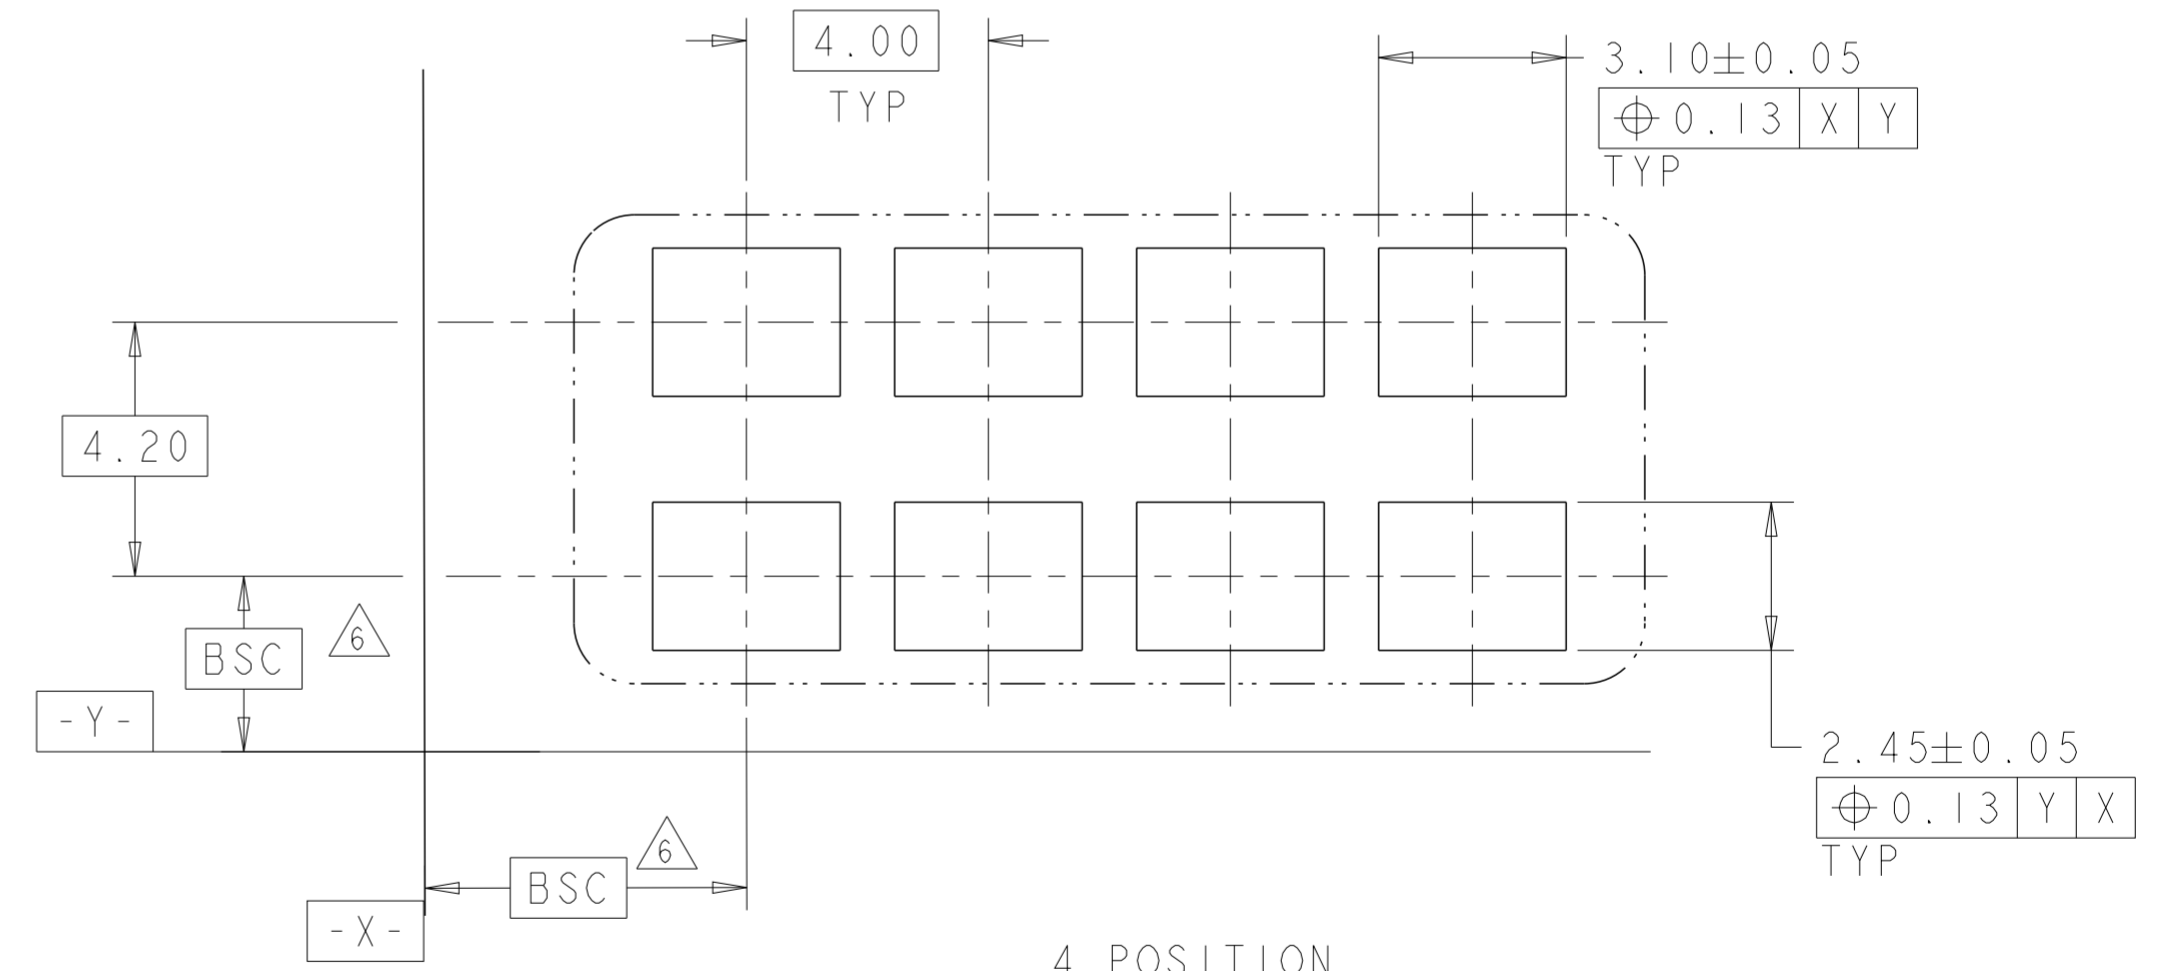 4.00
TYP
3.10±0.05
⌖ 0.13 X Y
TYP
4.20
BSC 6
-Y-
2.45±0.05
⌖ 0.13 Y X
TYP
BSC 6
-X-
4 POSITION